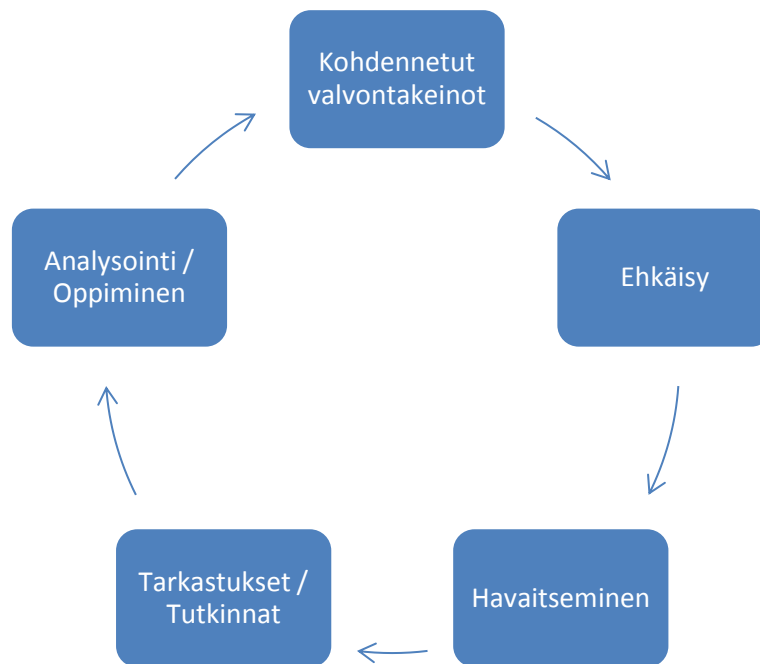 Kohdennetut
valvontakeinot
Ehkäisy
Havaitseminen
Tarkastukset /
Tutkinnat
Analysointi /
Oppiminen